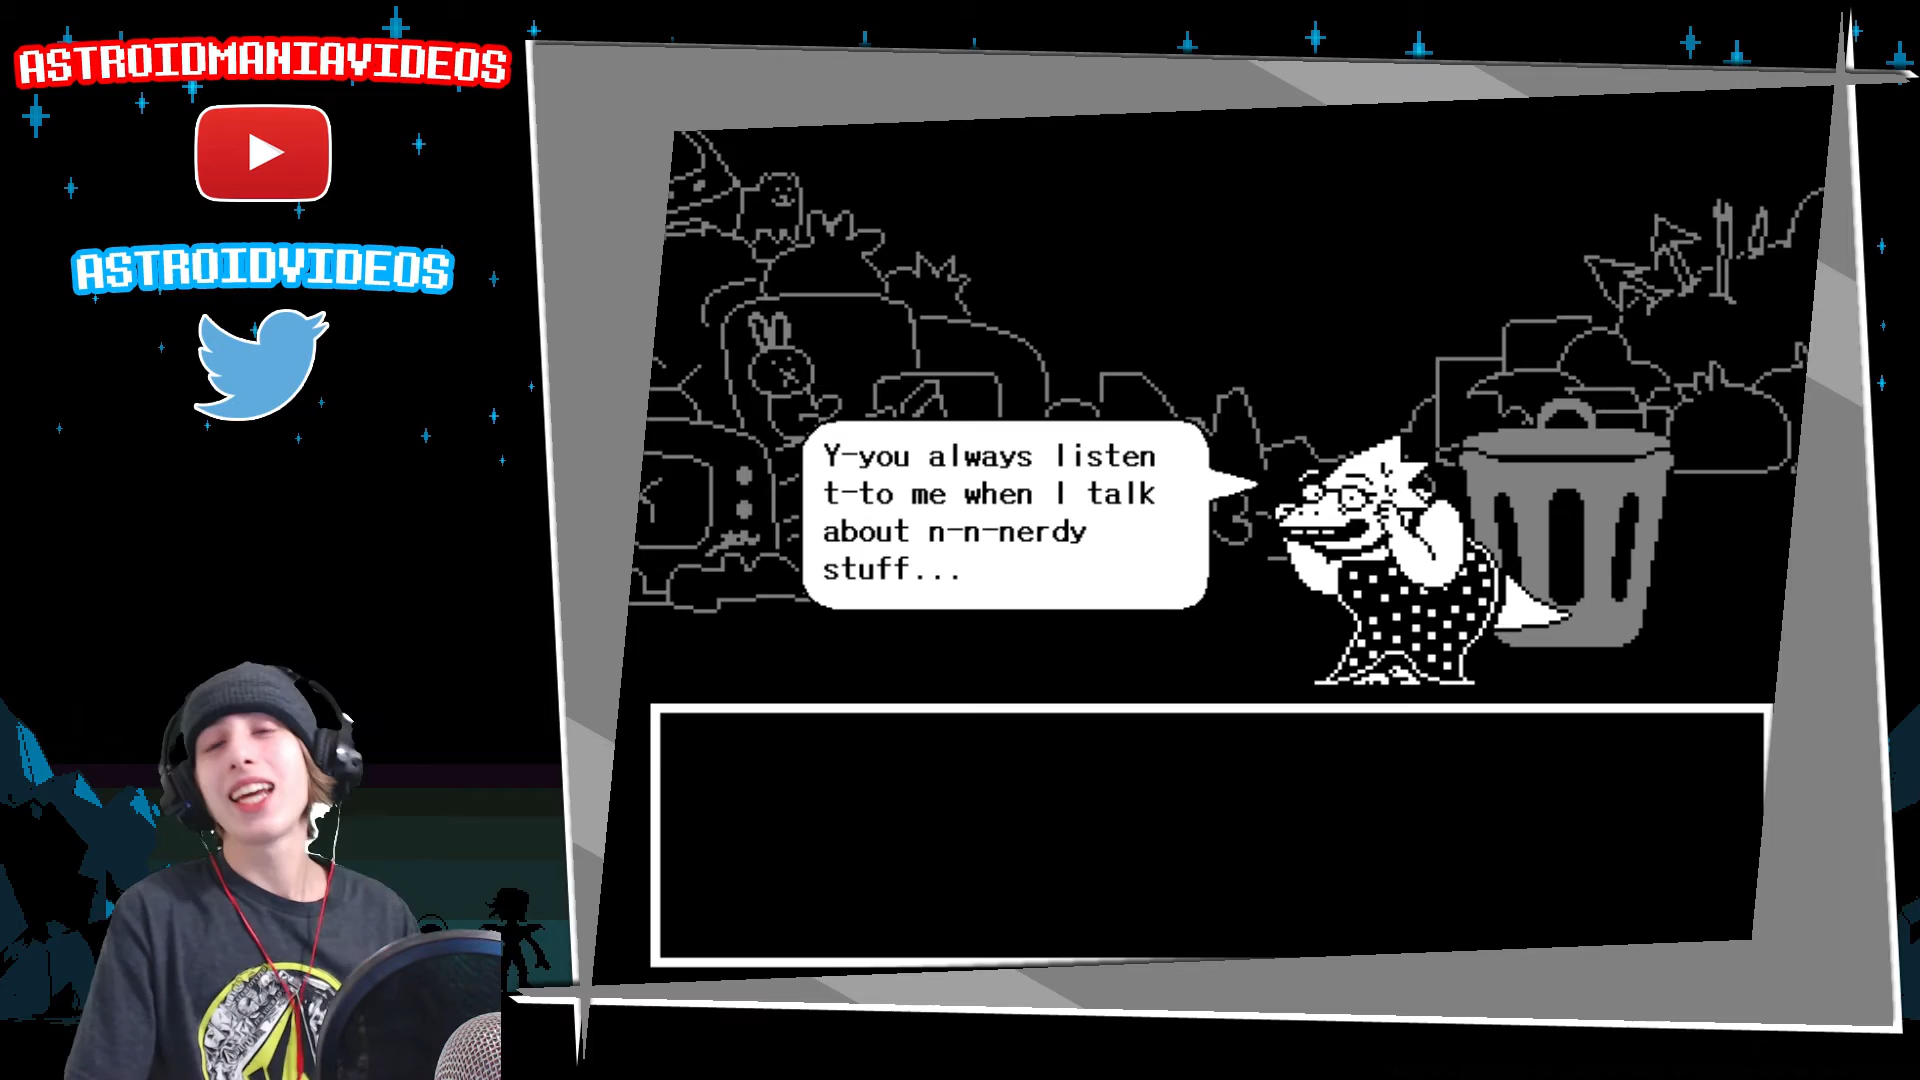 ASTROIDMANIAVIDEOS
ASTROIDVIDEOS
Y-you always listen
t-to me when I talk
about n-n-nerdy
stuff...